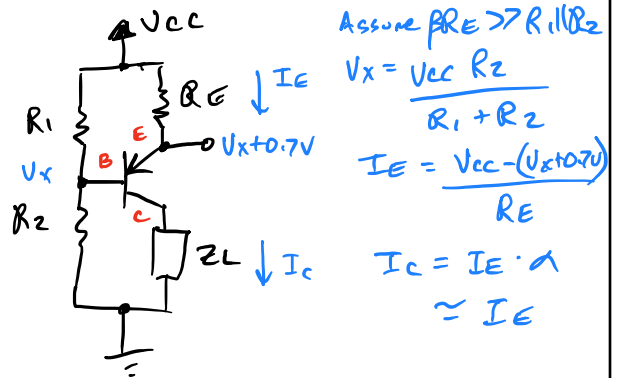 VCC
R1
RE
IE
E
B
Vx
Vx+0.7V
R2
C
ZL
Ic
Assume βRE >> R1||R2
Vx = Vcc R2 / R1 + R2
IE = Vcc-(Vx+0.7V) / RE
Ic = IE · α
≃ IE